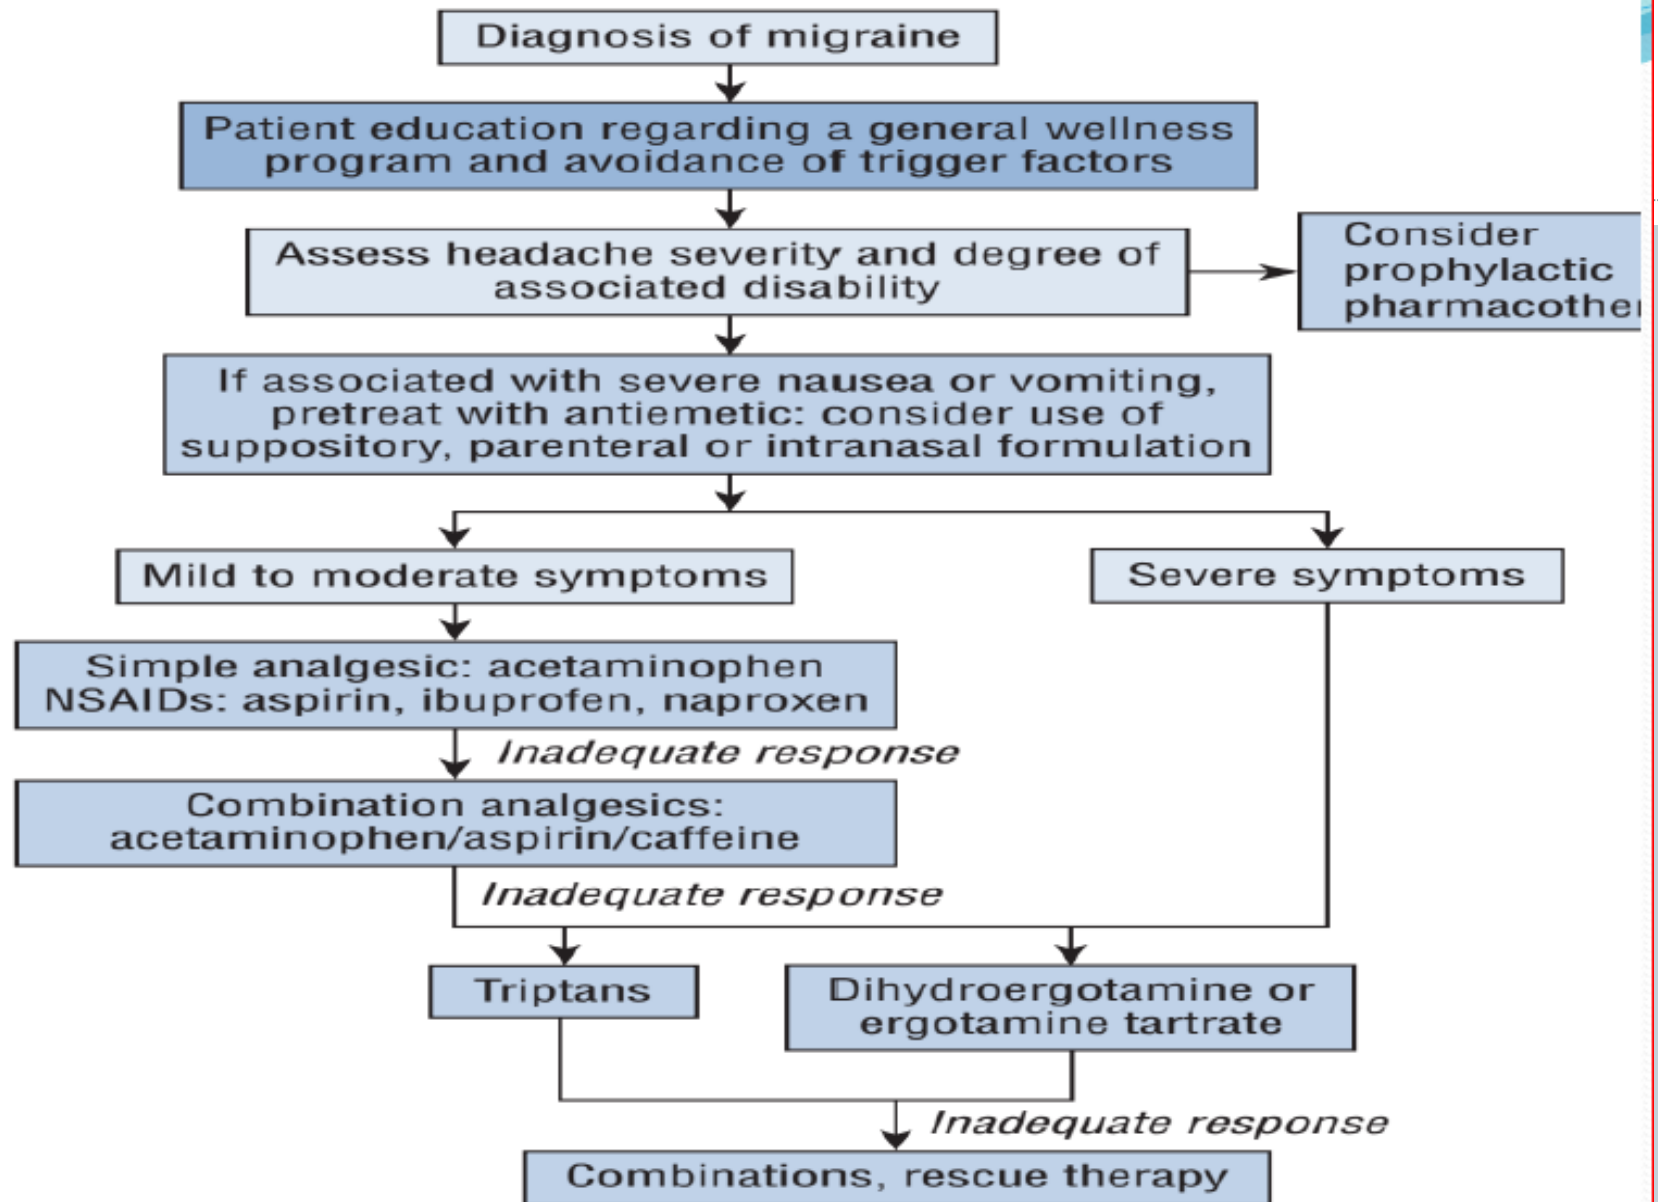 Diagnosis of migraine
Patient education regarding a general wellness
program and avoidance of trigger factors
Assess headache severity and degree of
associated disability
Consider
prophylactic
If associated with severe nausea or vomiting,
pretreat with antiemetic: consider use of
suppository, parenteral or intranasal formulation
Mild to moderate symptoms
Severe symptoms
Simple analgesic: acetaminophen
NSAIDs: aspirin, ibuprofen, naproxen
Inadequate response
Combination analgesics:
acetaminophen/aspirin/caffeine
Inadequate response
Triptans
Dihydroergotamine or
ergotamine tartrate
Inadequate response
Combinations, rescue therapy